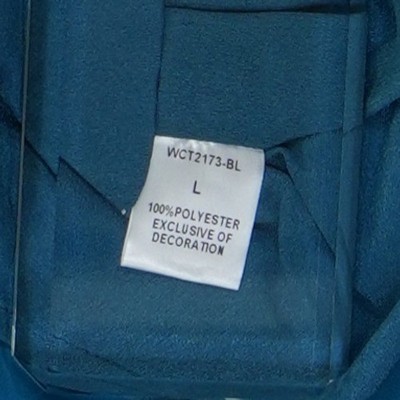 WCT2173-BL
L
100%POLYESTER
EXCLUSIVE OF
DECORATION